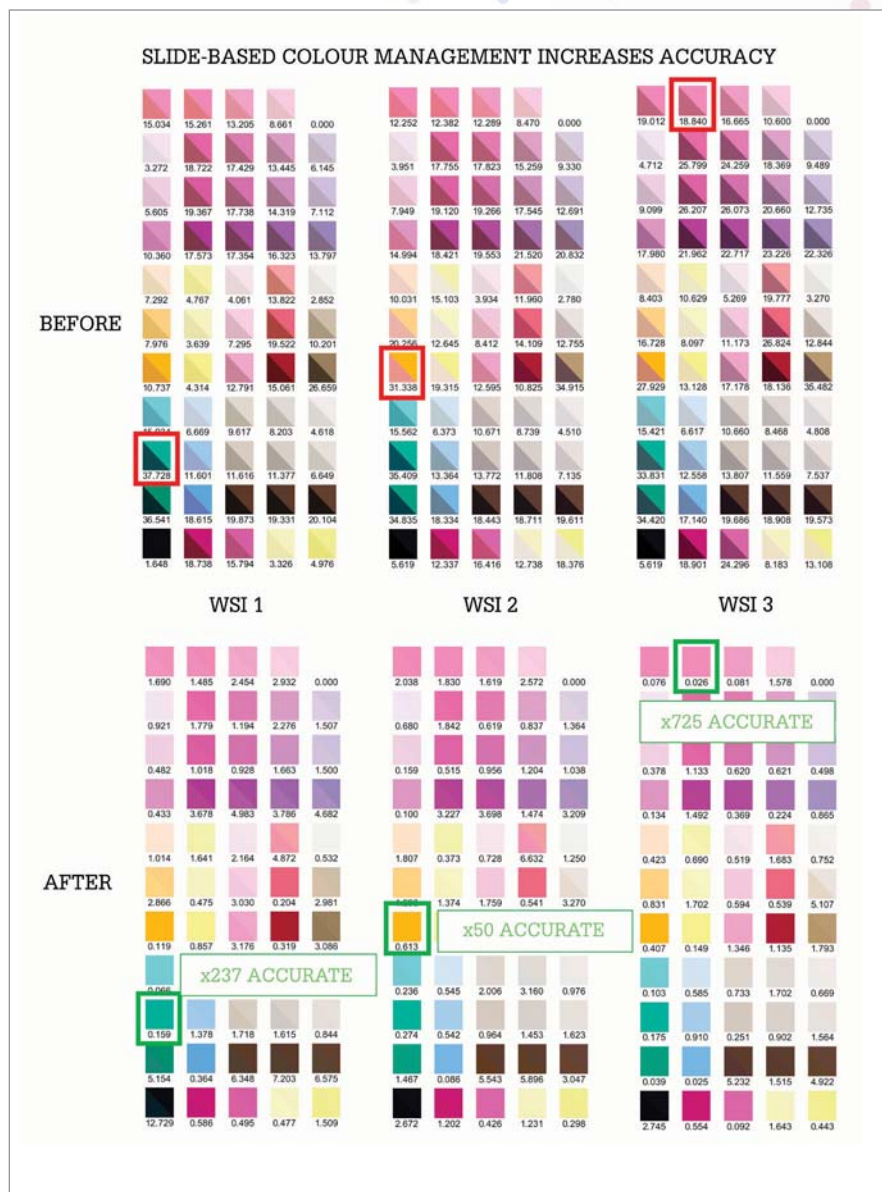 SLIDE-BASED COLOUR MANAGEMENT INCREASES ACCURACY
BEFORE
15.034 15.261 13.205 8.661 0.000
3.272 18.722 17.429 13.445 6.145
5.605 19.367 17.738 14.319 7.112
10.360 17.573 17.354 16.323 13.797
7.292 4.767 4.061 13.822 2.852
7.976 3.639 7.295 19.522 10.201
10.737 4.314 12.791 15.061 26.659
6.669 9.617 8.203 4.618
37.728 11.601 11.616 11.377 6.649
36.541 18.615 19.873 19.331 20.104
1.648 18.738 15.794 3.326 4.976
WSI 1
12.252 12.382 12.289 8.470 0.000
3.951 17.755 17.823 15.259 9.330
7.949 19.120 19.266 17.545 12.691
14.994 18.421 19.553 21.520 20.832
10.031 15.103 3.934 11.960 2.780
20.256 12.645 8.412 14.109 12.755
31.338 19.315 12.595 10.825 34.915
15.562 6.373 10.671 8.739 4.510
35.409 13.364 13.772 11.808 7.135
34.835 18.334 18.443 18.711 19.611
5.619 12.337 16.416 12.738 18.376
WSI 2
19.012 18.840 16.665 10.600 0.000
4.712 25.799 24.259 18.369 9.489
9.099 26.207 26.073 20.660 12.735
17.980 21.962 22.717 23.226 22.326
8.403 10.629 5.269 19.777 3.270
16.728 8.097 11.173 26.824 12.844
27.929 13.128 17.178 18.136 35.482
15.421 6.617 10.660 8.468 4.808
33.831 12.558 13.807 11.559 7.537
34.420 17.140 19.686 18.908 19.573
5.619 18.901 24.296 8.183 13.108
WSI 3
AFTER
1.690 1.485 2.454 2.932 0.000
0.921 1.779 1.194 2.276 1.507
0.482 1.018 0.928 1.663 1.500
0.433 3.678 4.983 3.786 4.682
1.014 1.641 2.164 4.872 0.532
2.866 0.475 3.030 0.204 2.981
0.119 0.857 3.176 0.319 3.086
x237 ACCURATE
0.159 1.378 1.718 1.615 0.844
5.154 0.364 6.348 7.203 6.575
12.729 0.586 0.495 0.477 1.509
2.038 1.830 1.619 2.572 0.000
0.680 1.842 0.619 0.837 1.364
0.159 0.515 0.956 1.204 1.038
0.100 3.227 3.698 1.474 3.209
1.807 0.373 0.728 6.632 1.250
1.374 1.759 0.541 3.270
0.613
x50 ACCURATE
0.236 0.545 2.006 3.160 0.976
0.274 0.542 0.964 1.453 1.623
1.467 0.086 5.543 5.896 3.047
2.672 1.202 0.426 1.231 0.298
0.076 0.026 0.081 1.578 0.000
x725 ACCURATE
0.378 1.133 0.620 0.621 0.498
0.134 1.492 0.369 0.224 0.865
0.423 0.690 0.519 1.683 0.752
0.831 1.702 0.594 0.539 5.107
0.407 0.149 1.346 1.135 1.793
0.103 0.585 0.733 1.702 0.669
0.175 0.910 0.251 0.902 1.564
0.039 0.025 5.232 1.515 4.922
2.745 0.554 0.092 1.643 0.443